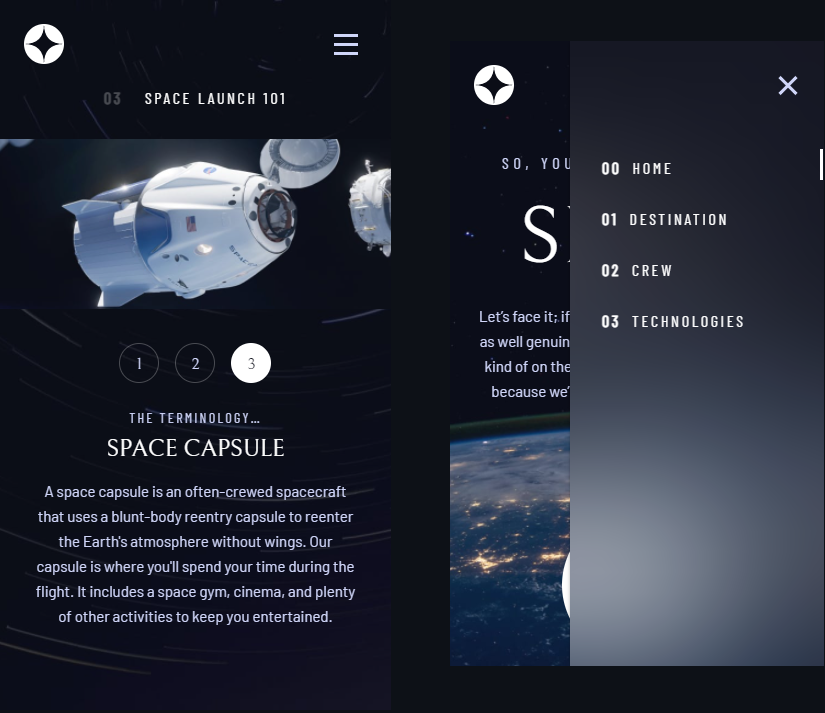 03 SPACE LAUNCH 101
1 2 3
THE TERMINOLOGY...
SPACE CAPSULE
A space capsule is an often-crewed spacecraft
that uses a blunt-body reentry capsule to reenter
the Earth's atmosphere without wings. Our
capsule is where you'll spend your time during the
flight. It includes a space gym, cinema, and plenty
of other activities to keep you entertained.
SO, YOU
S
Let's face it; if
as well genuin
kind of on the
because we'
00 HOME
01 DESTINATION
02 CREW
03 TECHNOLOGIES